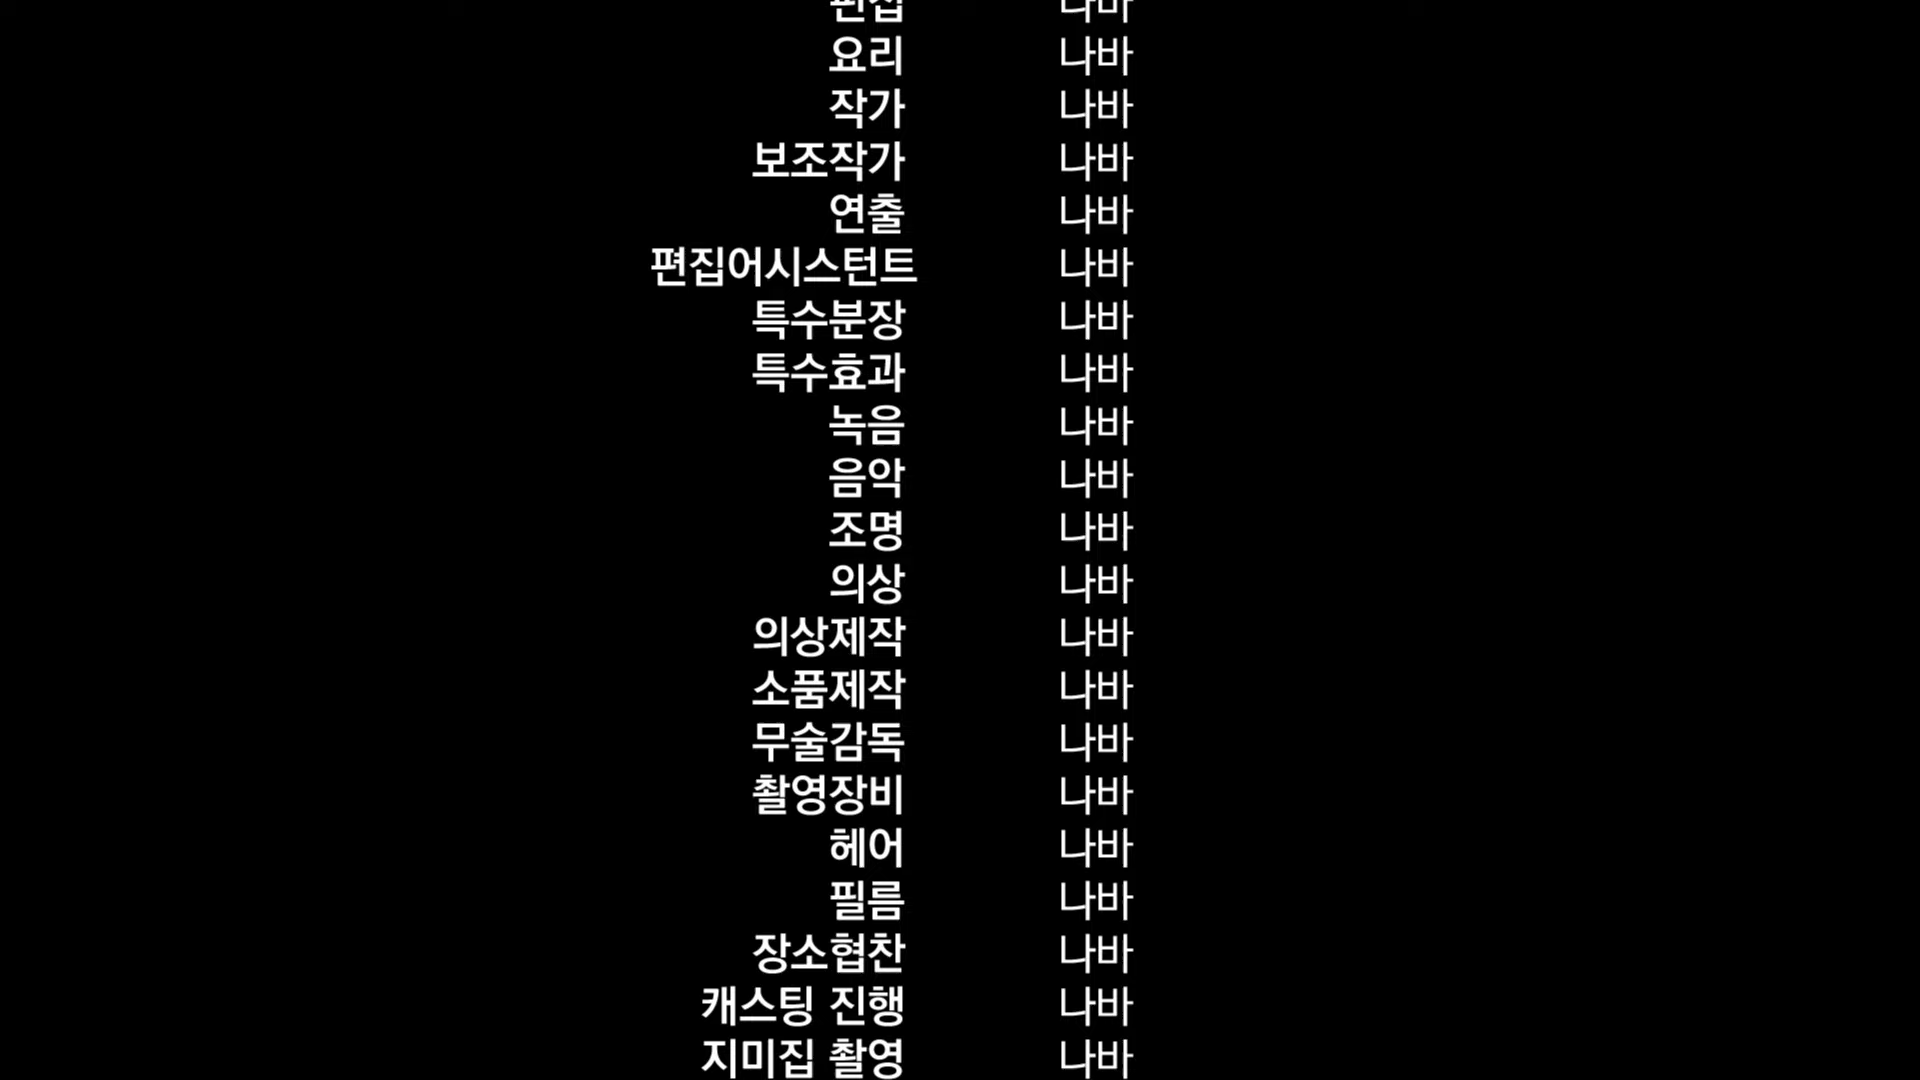 편집 나바
요리 나바
작가 나바
보조작가 나바
연출 나바
편집어시스턴트 나바
특수분장 나바
특수효과 나바
녹음 나바
음악 나바
조명 나바
의상 나바
의상제작 나바
소품제작 나바
무술감독 나바
촬영장비 나바
헤어 나바
필름 나바
장소협찬 나바
캐스팅 진행 나바
지미집 촬영 나바